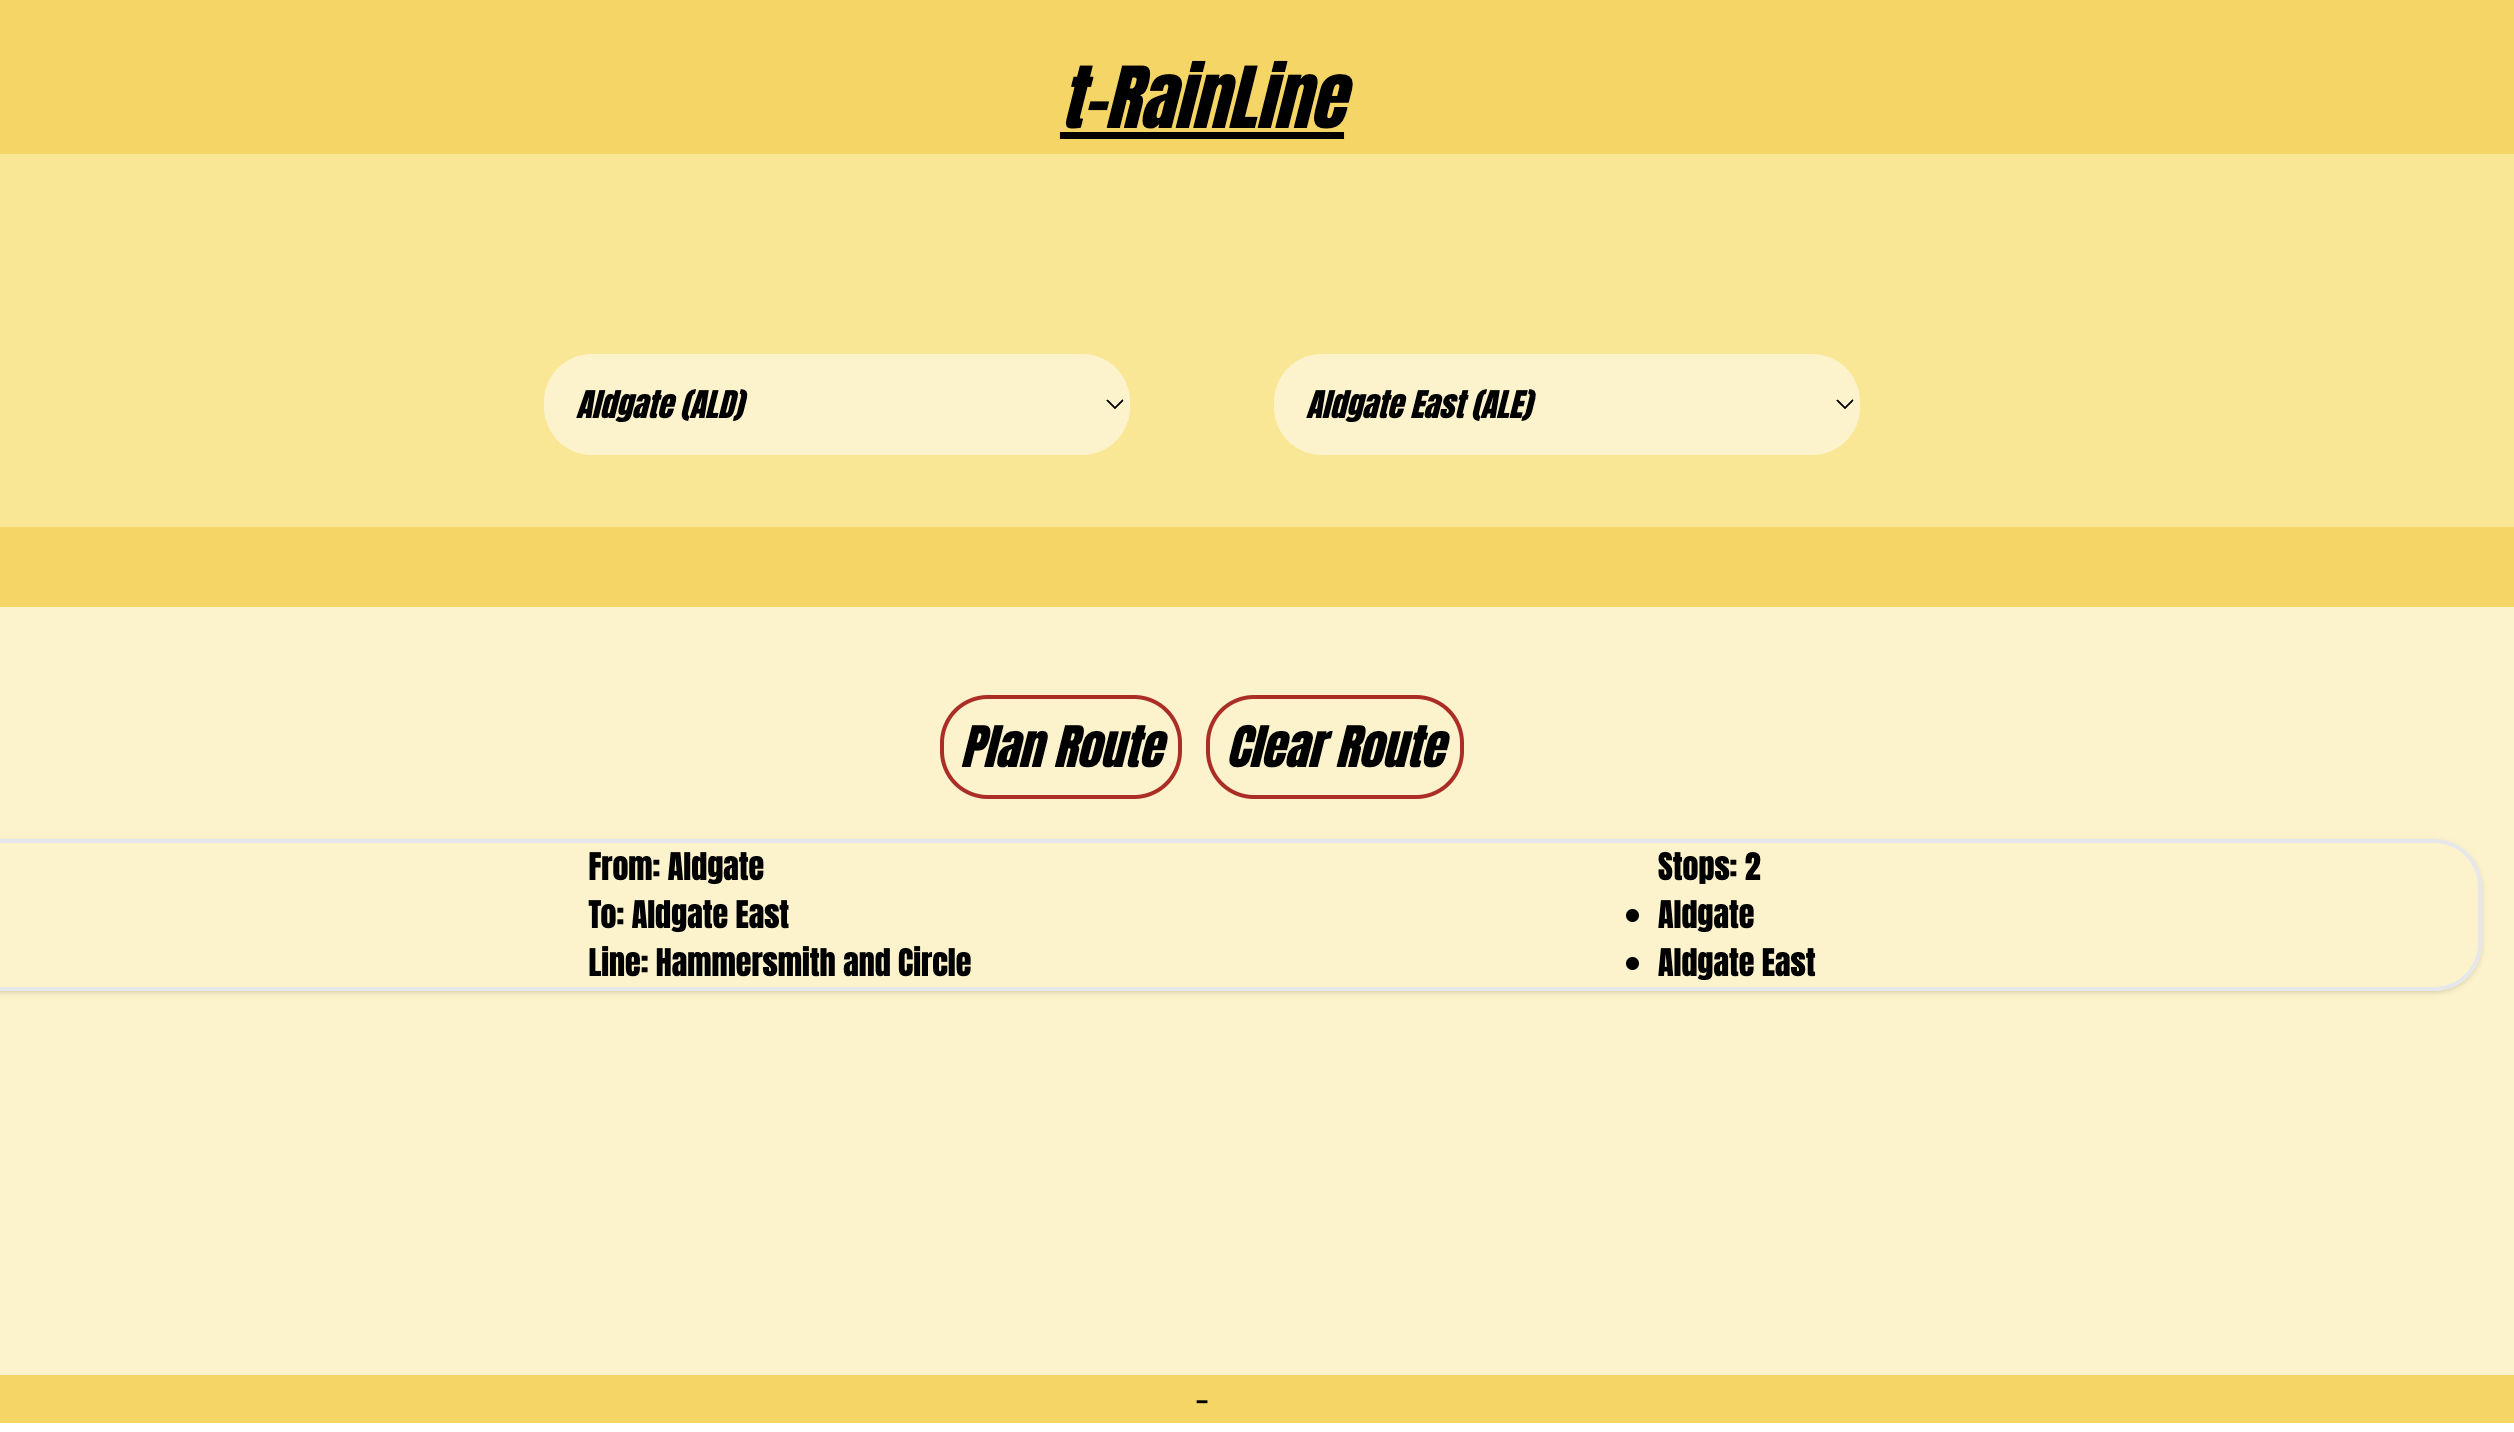 t-RainLine
Aldgate (ALD)
Aldgate East (ALE)
Plan Route
Clear Route
From: Aldgate
To: Aldgate East
Line: Hammersmith and Circle
Stops: 2
• Aldgate
• Aldgate East
-